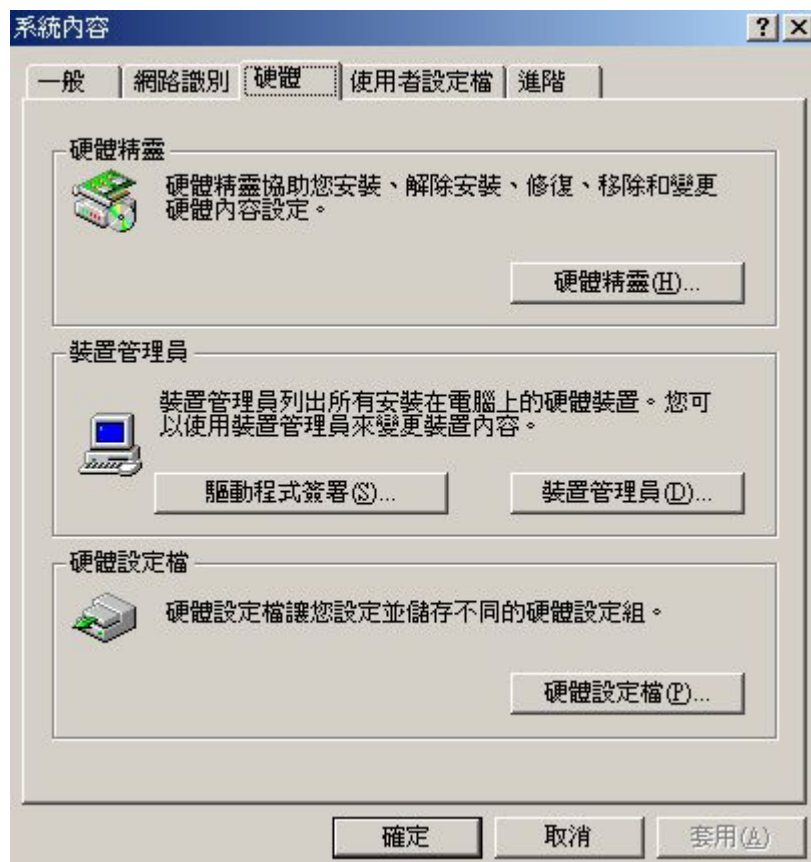 系統內容
一般 網路識別 硬體 使用者設定檔 進階
硬體精靈
硬體精靈協助您安裝、解除安裝、修復、移除和變更
硬體內容設定。
硬體精靈(H)...
裝置管理員
裝置管理員列出所有安裝在電腦上的硬體裝置。您可
以使用裝置管理員來變更裝置內容。
驅動程式簽署(S)... 裝置管理員(D)...
硬體設定檔
硬體設定檔讓您設定並儲存不同的硬體設定組。
硬體設定檔(P)...
確定 取消 套用(A)